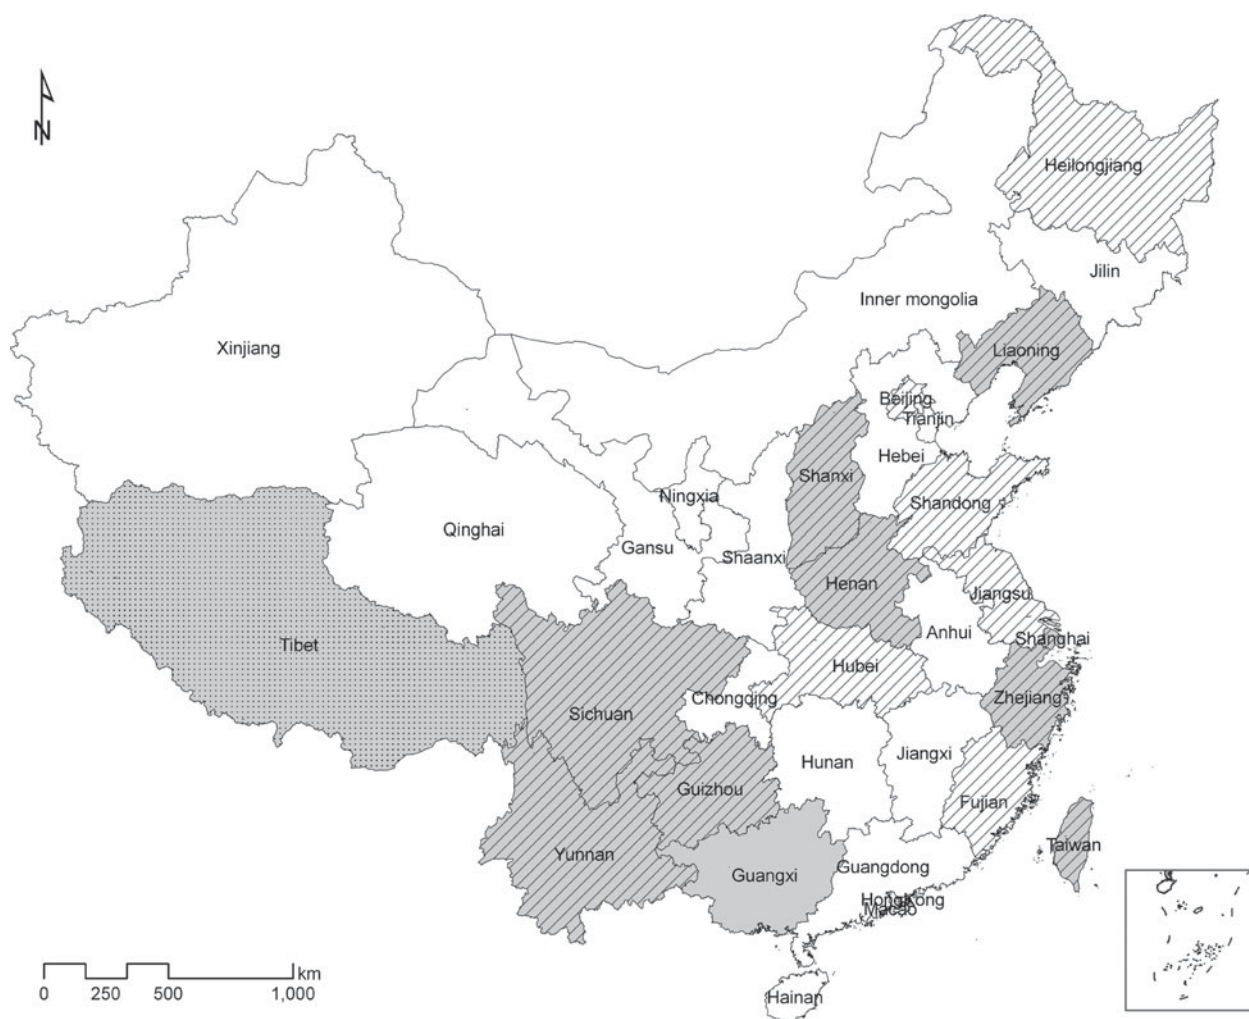 N
Heilongjiang
Jilin
Inner mongolia
Xinjiang
Liaoning
Beijing
Tianjin
Hebei
Shanxi
Ningxia
Shandong
Qinghai
Gansu
Shaanxi
Henan
Jiangsu
Anhui
Shanghai
Tibet
Hubei
Chongqing
Zhejiang
Sichuan
Jiangxi
Hunan
Guizhou
Fujian
Taiwan
Yunnan
Guangdong
Guangxi
HongKong
Macao
km
0 250 500 1,000
Hainan